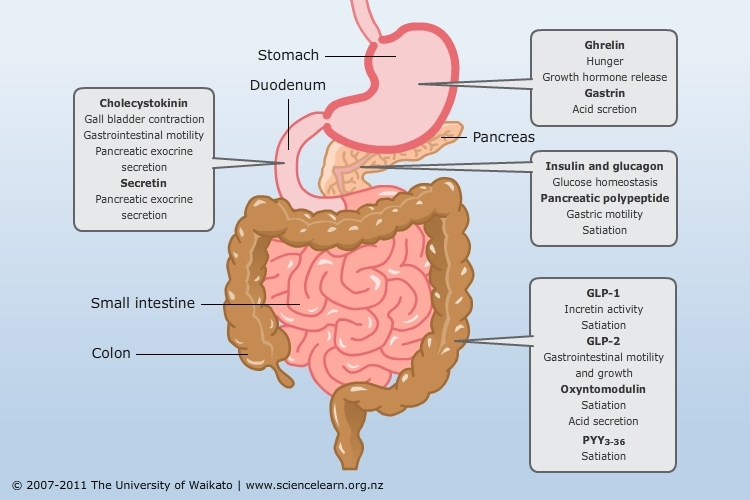 Stomach
Duodenum
Pancreas
Small intestine
Colon
Cholecystokinin
Gall bladder contraction
Gastrointestinal motility
Pancreatic exocrine
secretion
Secretin
Pancreatic exocrine
secretion
Ghrelin
Hunger
Growth hormone release
Gastrin
Acid scretion
Insulin and glucagon
Glucose homeostasis
Pancreatic polypeptide
Gastric motility
Satiation
GLP-1
Incretin activity
Satiation
GLP-2
Gastrointestinal motility
and growth
Oxyntomodulin
Satiation
Acid secretion
PYY3-36
Satiation
© 2007-2011 The University of Waikato | www.sciencelearn.org.nz